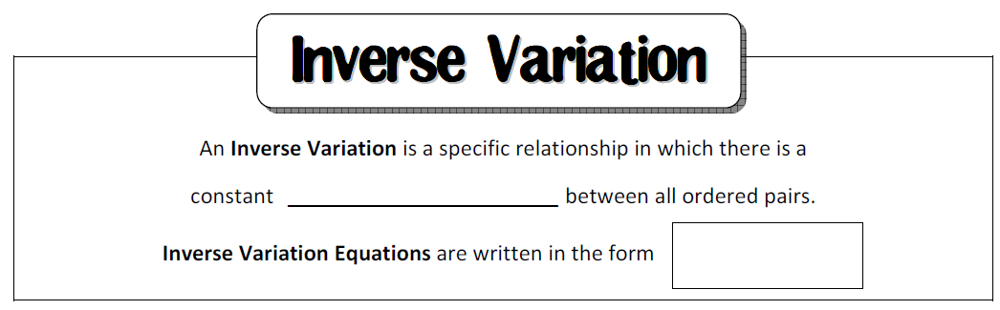 Inverse Variation
An Inverse Variation is a specific relationship in which there is a
constant ______________________ between all ordered pairs.
Inverse Variation Equations are written in the form